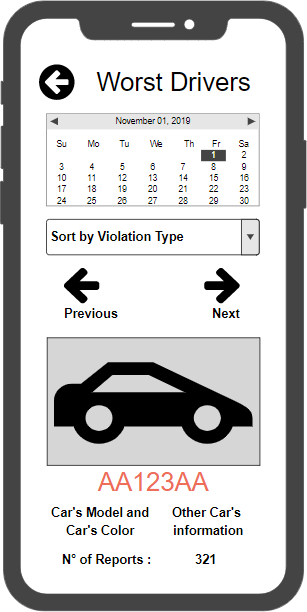 Worst Drivers
November 01, 2019
Su Mo Tu We Th Fr Sa
1 2
3 4 5 6 7 8 9
10 11 12 13 14 15 16
17 18 19 20 21 22 23
24 25 26 27 28 29 30
Sort by Violation Type
Previous Next
AA123AA
Car's Model and Other Car's
Car's Color information
N° of Reports : 321